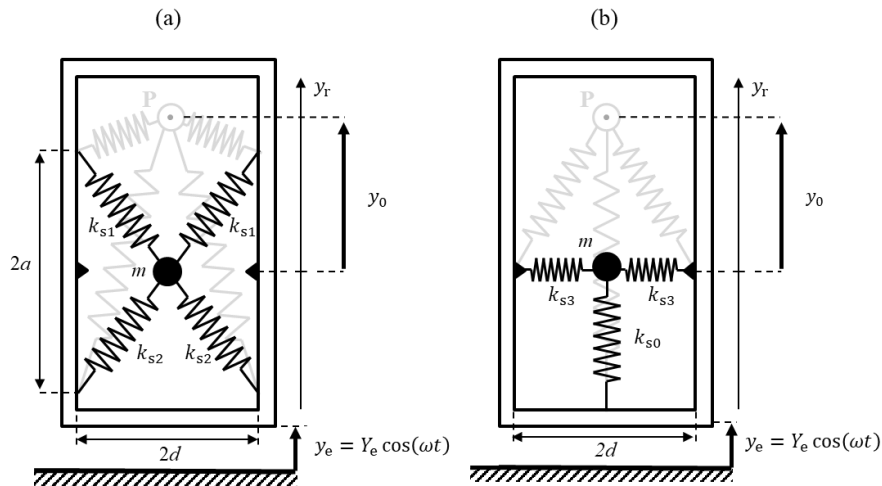 (a)
(b)
P
y_r
y_0
k_s1
k_s1
2a
m
k_s2
k_s2
2d
y_e = Y_e cos(ωt)
P
y_r
y_0
m
k_s3
k_s3
k_s0
2d
y_e = Y_e cos(ωt)